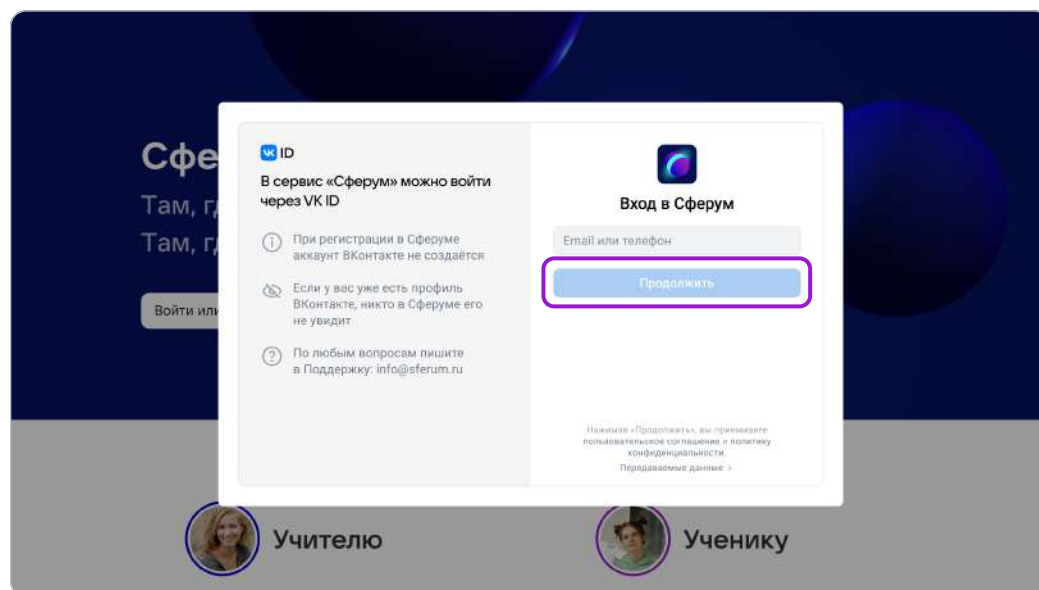 Сфе
Там, г
Там, г
Войти или
VK ID
В сервис «Сферум» можно войти
через VK ID
При регистрации в Сферуме
аккаунт ВКонтакте не создаётся
Если у вас уже есть профиль
ВКонтакте, никто в Сферуме его
не увидит
По любым вопросам пишите
в Поддержку: info@sferum.ru
Вход в Сферум
Email или телефон
Продолжить
Нажимая «Продолжить», вы принимаете
пользовательское соглашение и политику
конфиденциальности.
Передаваемые данные >
Учителю
Ученику